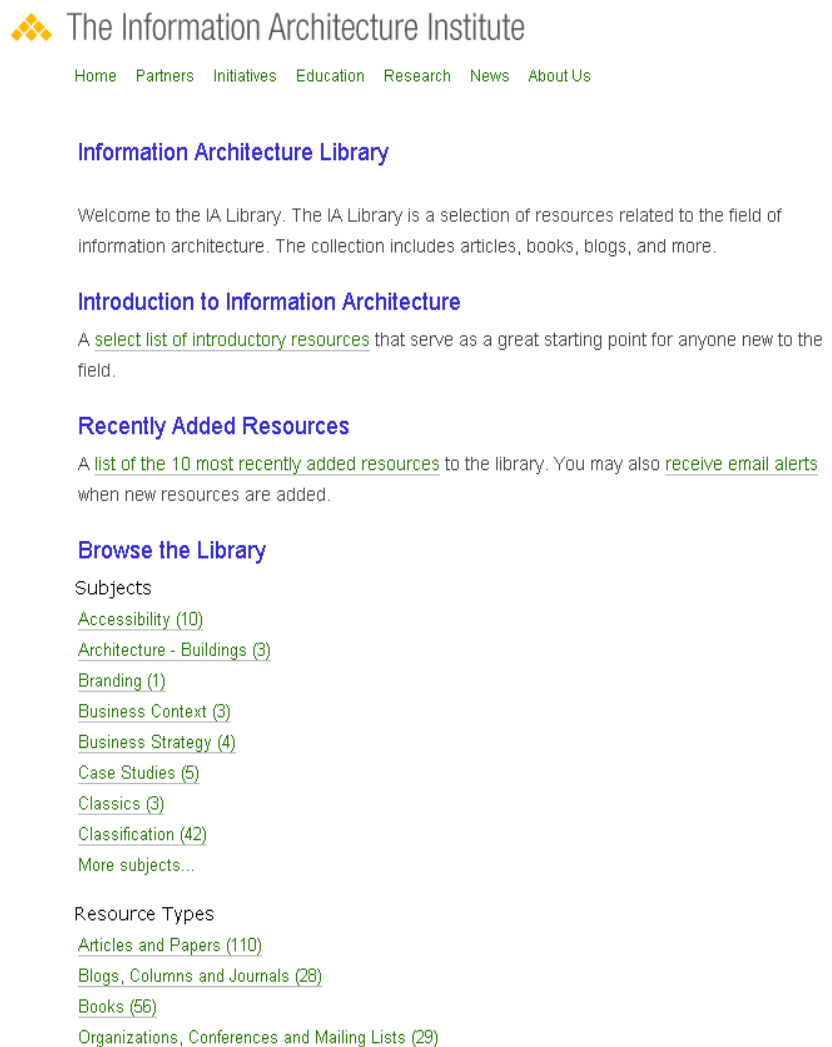 The Information Architecture Institute
Home Partners Initiatives Education Research News About Us
Information Architecture Library
Welcome to the IA Library. The IA Library is a selection of resources related to the field of
information architecture. The collection includes articles, books, blogs, and more.
Introduction to Information Architecture
A select list of introductory resources that serve as a great starting point for anyone new to the
field.
Recently Added Resources
A list of the 10 most recently added resources to the library. You may also receive email alerts
when new resources are added.
Browse the Library
Subjects
Accessibility (10)
Architecture - Buildings (3)
Branding (1)
Business Context (3)
Business Strategy (4)
Case Studies (5)
Classics (3)
Classification (42)
More subjects...
Resource Types
Articles and Papers (110)
Blogs, Columns and Journals (28)
Books (56)
Organizations, Conferences and Mailing Lists (29)